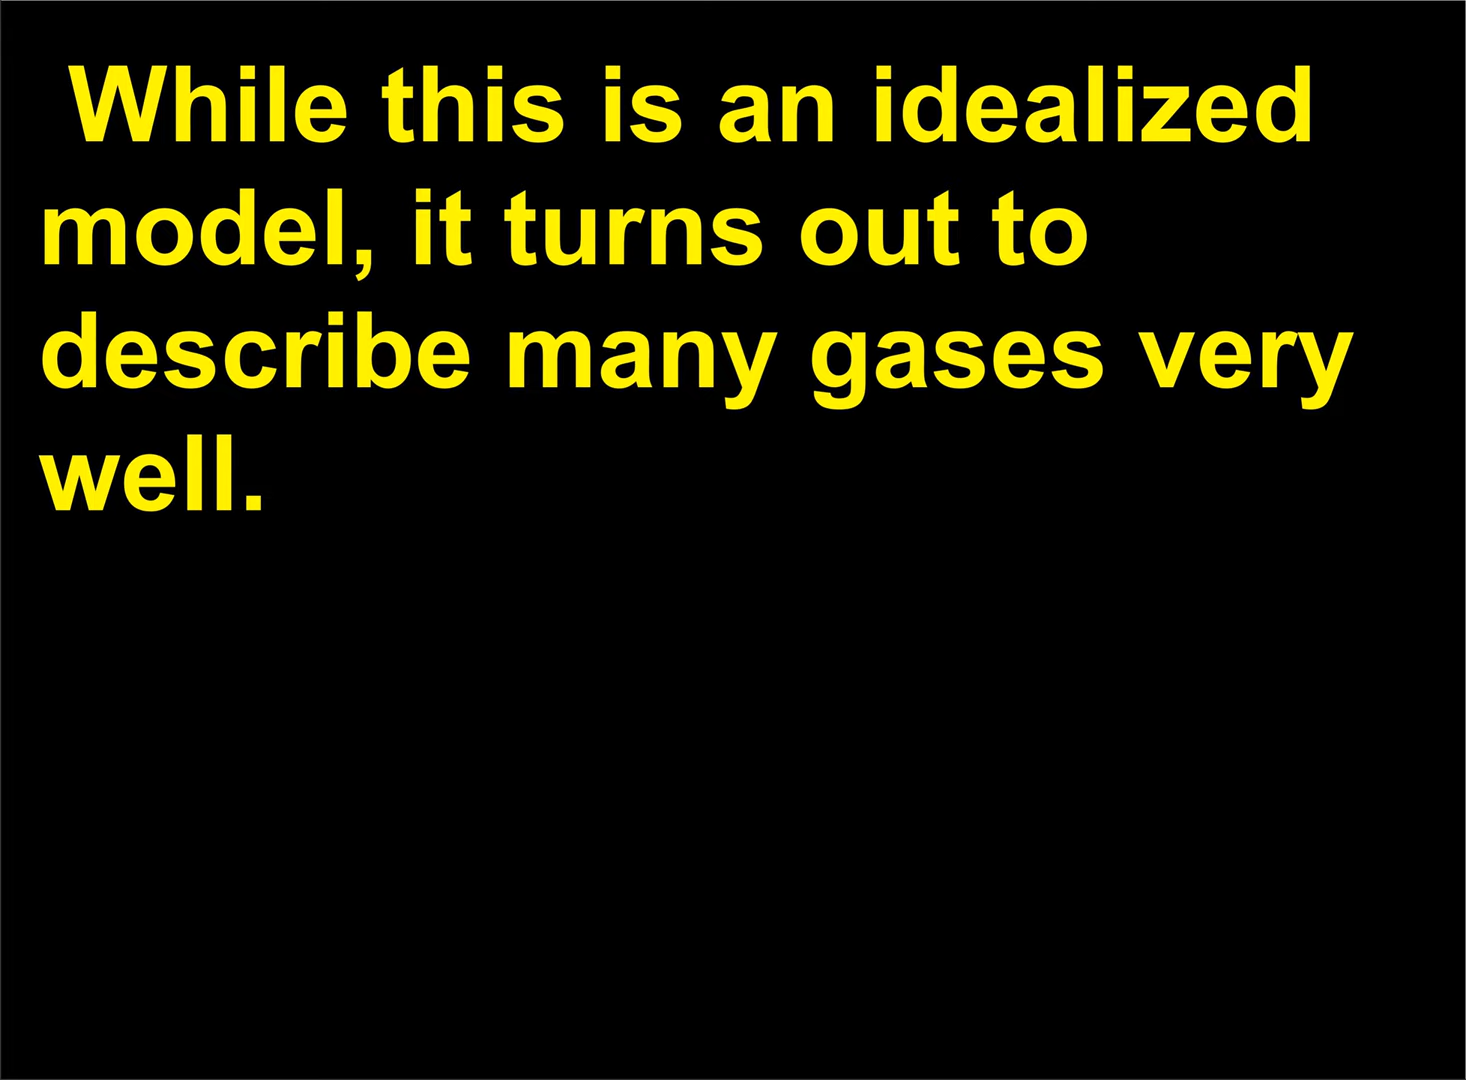 While this is an idealized
model, it turns out to
describe many gases very
well.